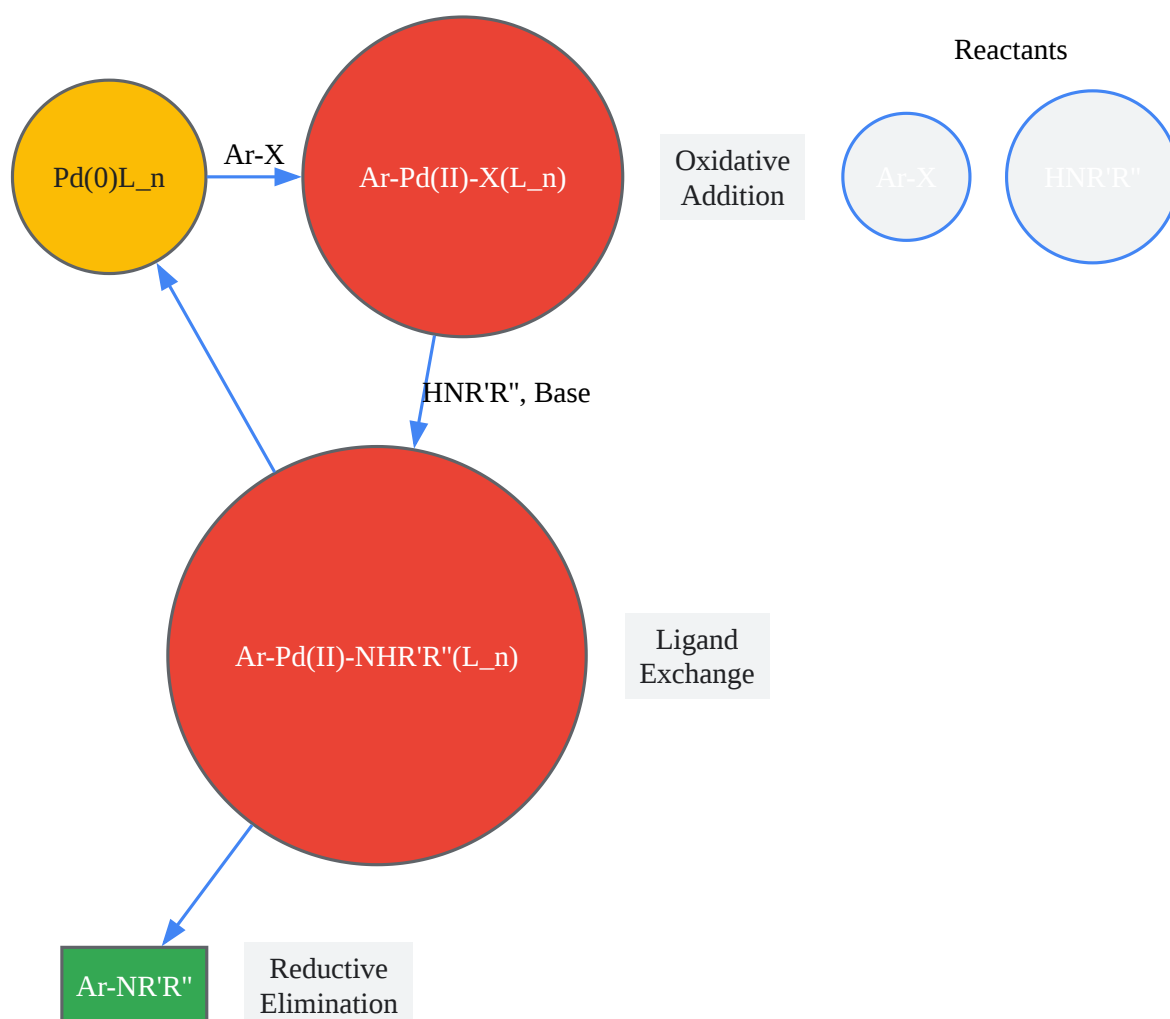 Reactants
Pd(0)L_n
Ar-X
Ar-Pd(II)-X(L_n)
Oxidative
Addition
Ar-X
HNR'R"
HNR'R", Base
Ar-Pd(II)-NHR'R"(L_n)
Ligand
Exchange
Ar-NR'R"
Reductive
Elimination